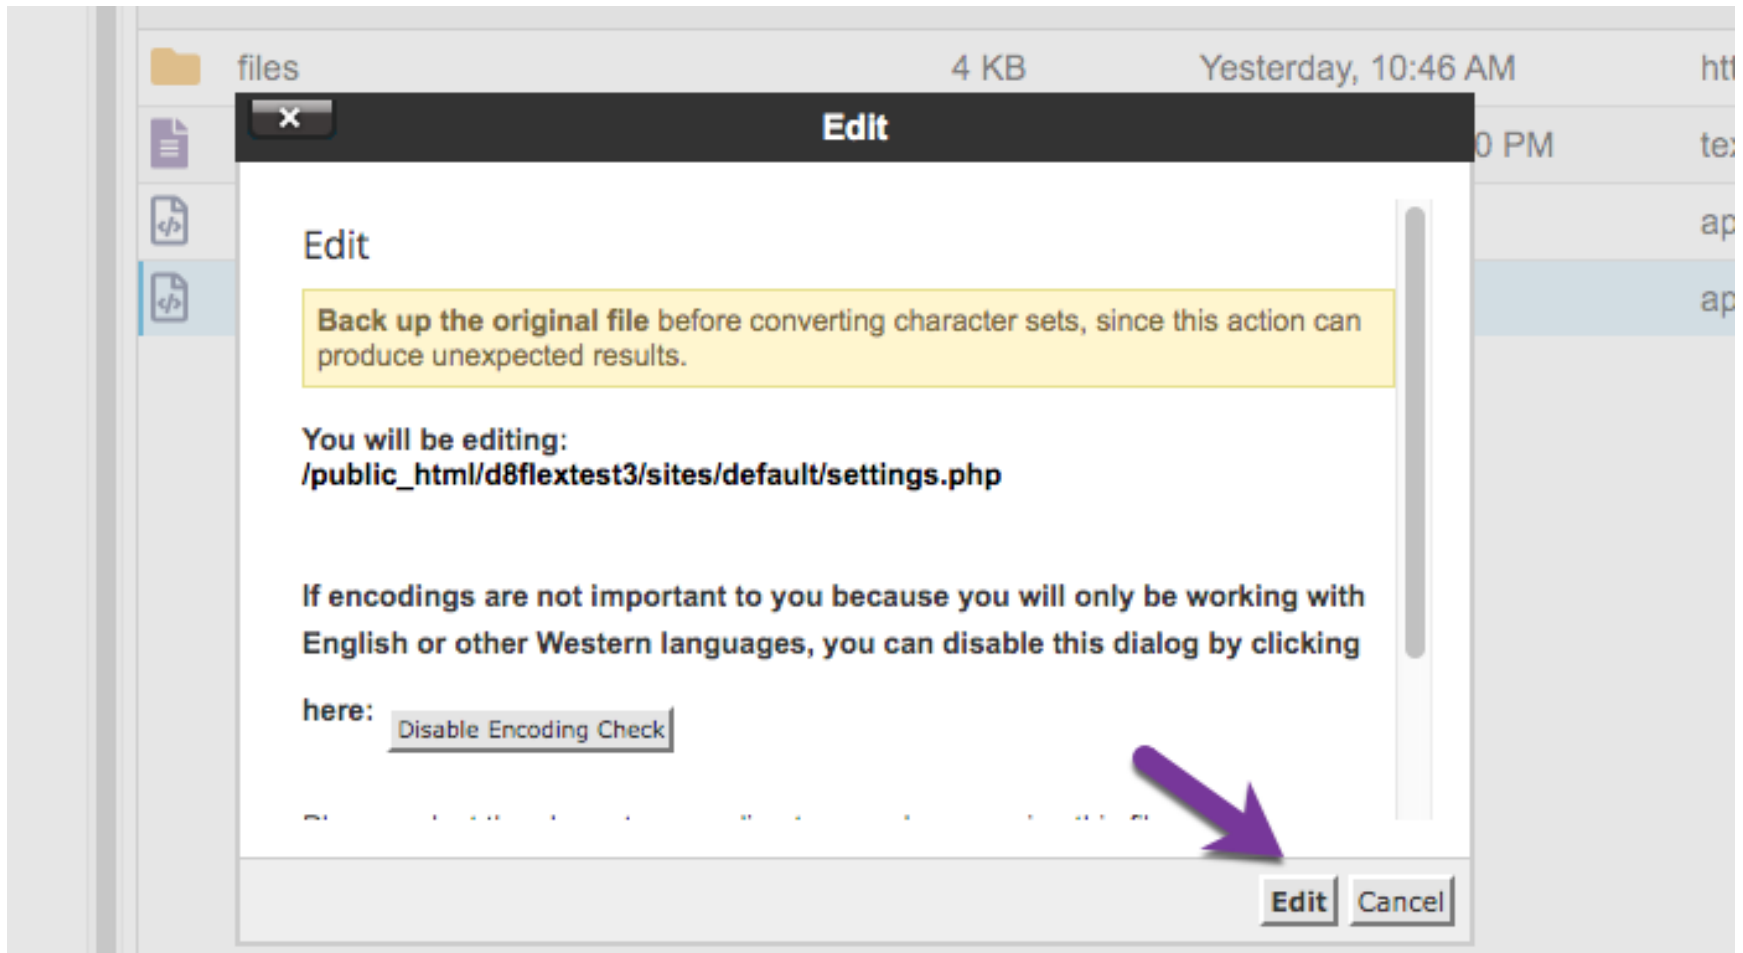 files 4 KB Yesterday, 10:46 AM
Edit
0 PM
Edit
Back up the original file before converting character sets, since this action can
produce unexpected results.
You will be editing:
/public_html/d8flextest3/sites/default/settings.php
If encodings are not important to you because you will only be working with
English or other Western languages, you can disable this dialog by clicking
here: Disable Encoding Check
Edit Cancel